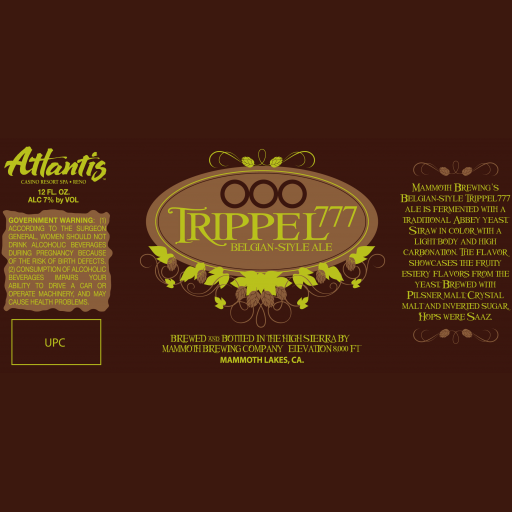 Atlantis
CASINO RESORT SPA • RENO
12 FL. OZ.
ALC 7% by VOL
GOVERNMENT WARNING: (1)
ACCORDING TO THE SURGEON
GENERAL, WOMEN SHOULD NOT
DRINK ALCOHOLIC BEVERAGES
DURING PREGNANCY BECAUSE
OF THE RISK OF BIRTH DEFECTS.
(2) CONSUMPTION OF ALCOHOLIC
BEVERAGES IMPAIRS YOUR
ABILITY TO DRIVE A CAR OR
OPERATE MACHINERY, AND MAY
CAUSE HEALTH PROBLEMS.
UPC
TRIPPEL777
BELGIAN-STYLE ALE
BREWED AND BOTTLED IN THE HIGH SIERRA BY
MAMMOTH BREWING COMPANY ELEVATION 8,000 FT
MAMMOTH LAKES, CA.
MAMMOTH BREWING'S
BELGIAN-STYLE TRIPPEL777
ALE IS FERMENTED WITH A
TRADITIONAL ABBEY YEAST.
STRAW IN COLOR WITH A
LIGHT BODY AND HIGH
CARBONATION. THE FLAVOR
SHOWCASES THE FRUITY
ESTERY FLAVORS FROM THE
YEAST. BREWED WITH
PILSNER MALT, CRYSTAL
MALT AND INVERTED SUGAR.
HOPS WERE SAAZ.